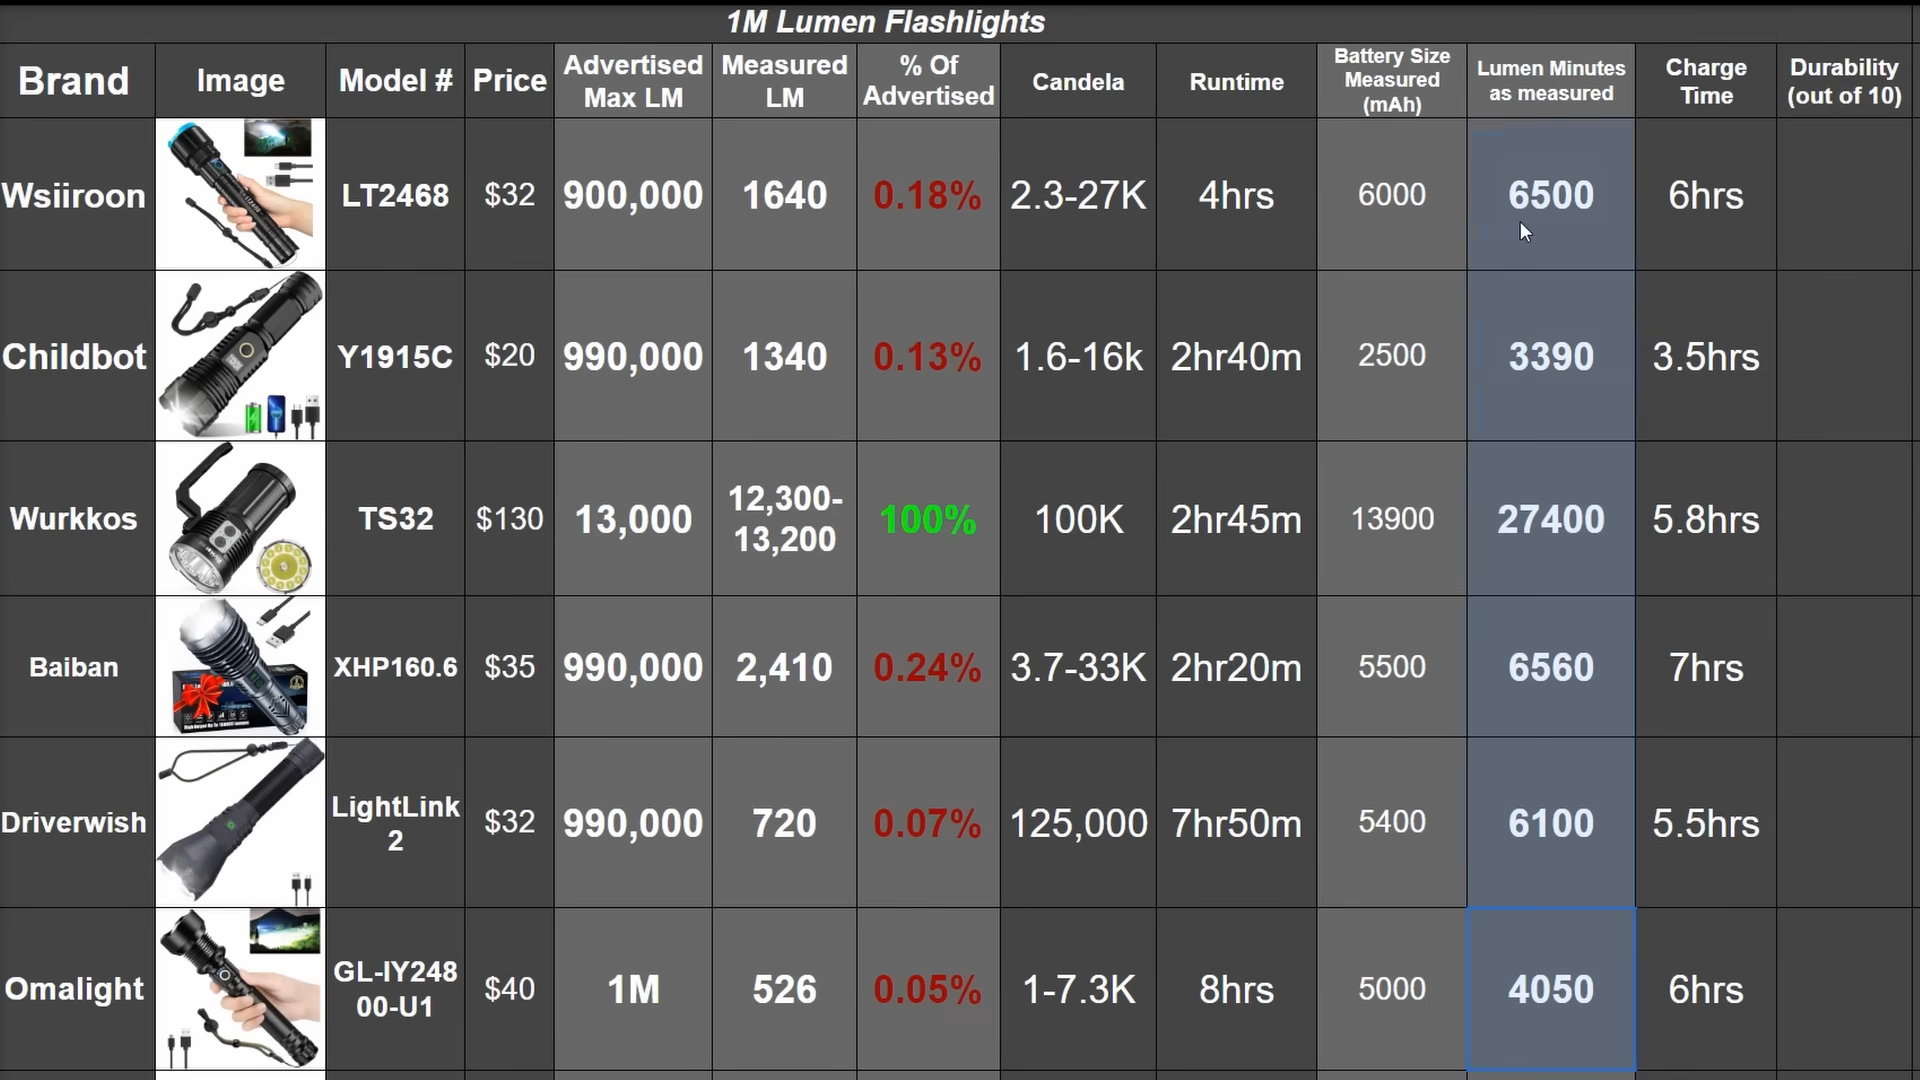 1M Lumen Flashlights
Brand Image Model # Price Advertised Max LM Measured LM % Of Advertised Candela Runtime Battery Size Measured (mAh) Lumen Minutes as measured Charge Time Durability (out of 10)
Wsiiroon LT2468 $32 900,000 1640 0.18% 2.3-27K 4hrs 6000 6500 6hrs
Childbot Y1915C $20 990,000 1340 0.13% 1.6-16k 2hr40m 2500 3390 3.5hrs
Wurkkos TS32 $130 13,000 12,300-13,200 100% 100K 2hr45m 13900 27400 5.8hrs
Baiban XHP160.6 $35 990,000 2,410 0.24% 3.7-33K 2hr20m 5500 6560 7hrs
Driverwish LightLink 2 $32 990,000 720 0.07% 125,000 7hr50m 5400 6100 5.5hrs
Omalight GL-IY24800-U1 $40 1M 526 0.05% 1-7.3K 8hrs 5000 4050 6hrs